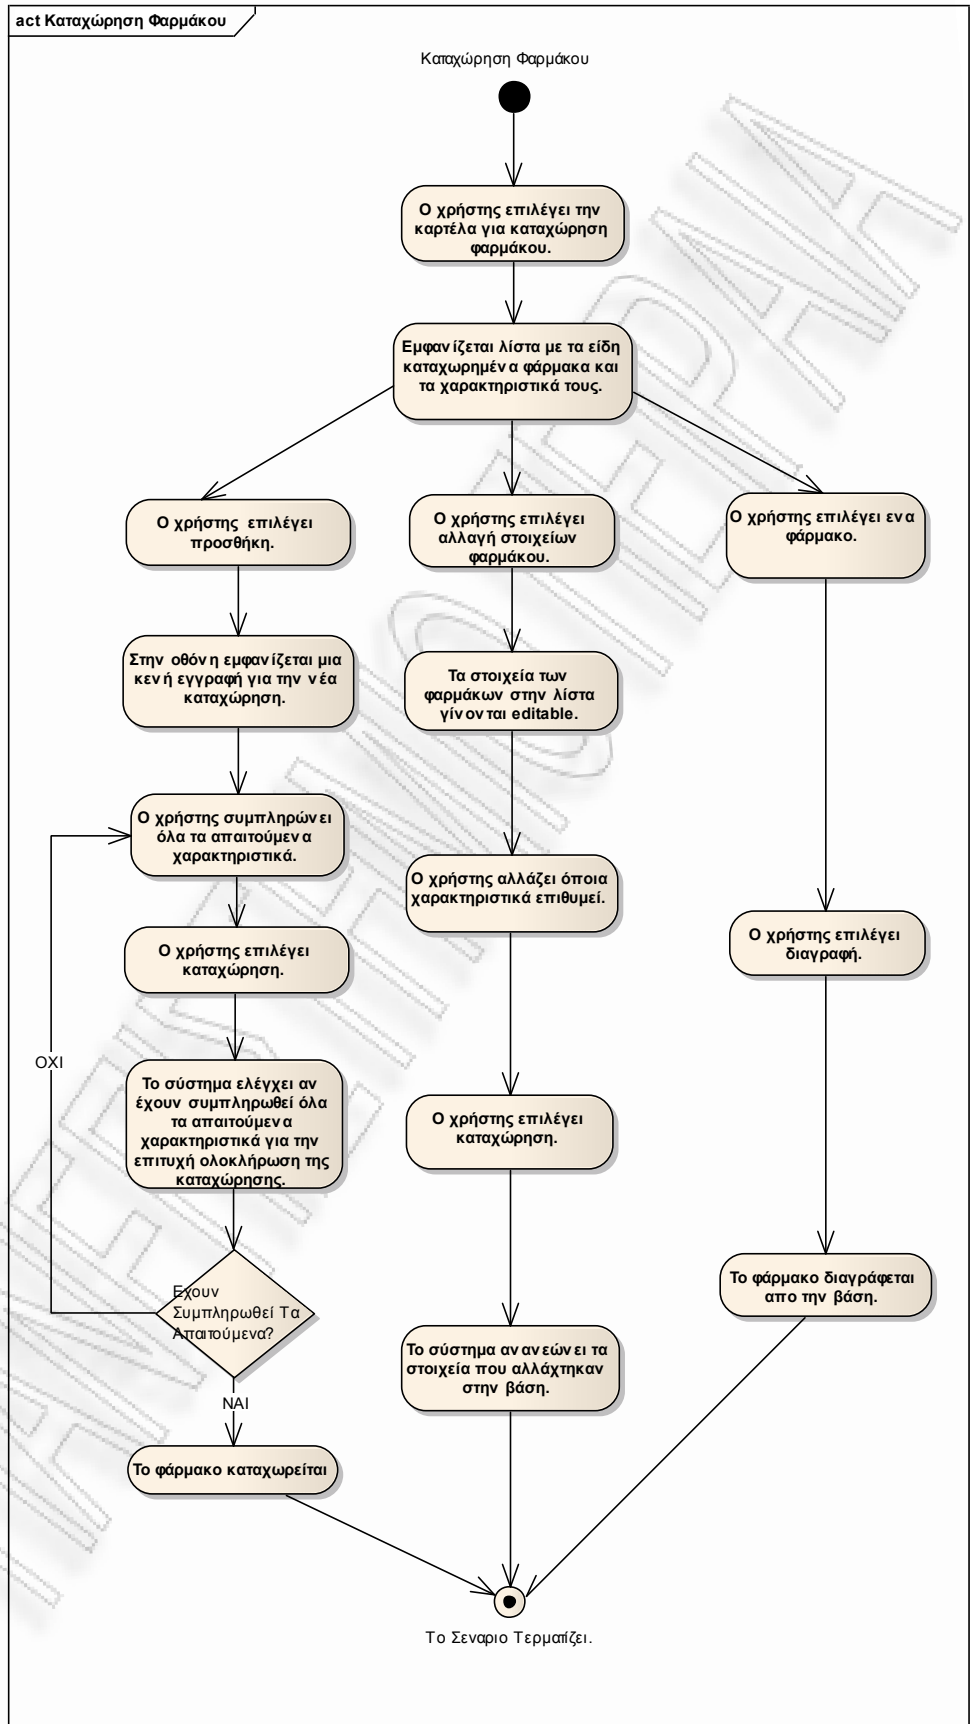 act Καταχώρηση Φαρμάκου
Καταχώρηση Φαρμάκου
Ο χρήστης επιλέγει την
καρτέλα για καταχώρηση
φαρμάκου.
Εμφανίζεται λίστα με τα είδη
καταχωρημένα φάρμακα και
τα χαρακτηριστικά τους.
Ο χρήστης επιλέγει
προσθήκη.
Στην οθόνη εμφανίζεται μια
κενή εγγραφή για την νέα
καταχώρηση.
Ο χρήστης συμπληρώνει
όλα τα απαιτούμενα
χαρακτηριστικά.
Ο χρήστης επιλέγει
καταχώρηση.
Το σύστημα ελέγχει αν
έχουν συμπληρωθεί όλα
τα απαιτούμενα
χαρακτηριστικά για την
επιτυχή ολοκλήρωση της
καταχώρησης.
ΟΧΙ
Εχουν
Συμπληρωθεί Τα
Απαιτούμενα?
ΝΑΙ
Το φάρμακο καταχωρείται
Ο χρήστης επιλέγει
αλλαγή στοιχείων
φαρμάκου.
Τα στοιχεία των
φαρμάκων στην λίστα
γίνονται editable.
Ο χρήστης αλλάζει όποια
χαρακτηριστικά επιθυμεί.
Ο χρήστης επιλέγει
καταχώρηση.
Το σύστημα ανανεώνει τα
στοιχεία που αλλάχτηκαν
στην βάση.
Ο χρήστης επιλέγει ενα
φάρμακο.
Ο χρήστης επιλέγει
διαγραφή.
Το φάρμακο διαγράφεται
απο την βάση.
Το Σεναριο Τερματίζει.